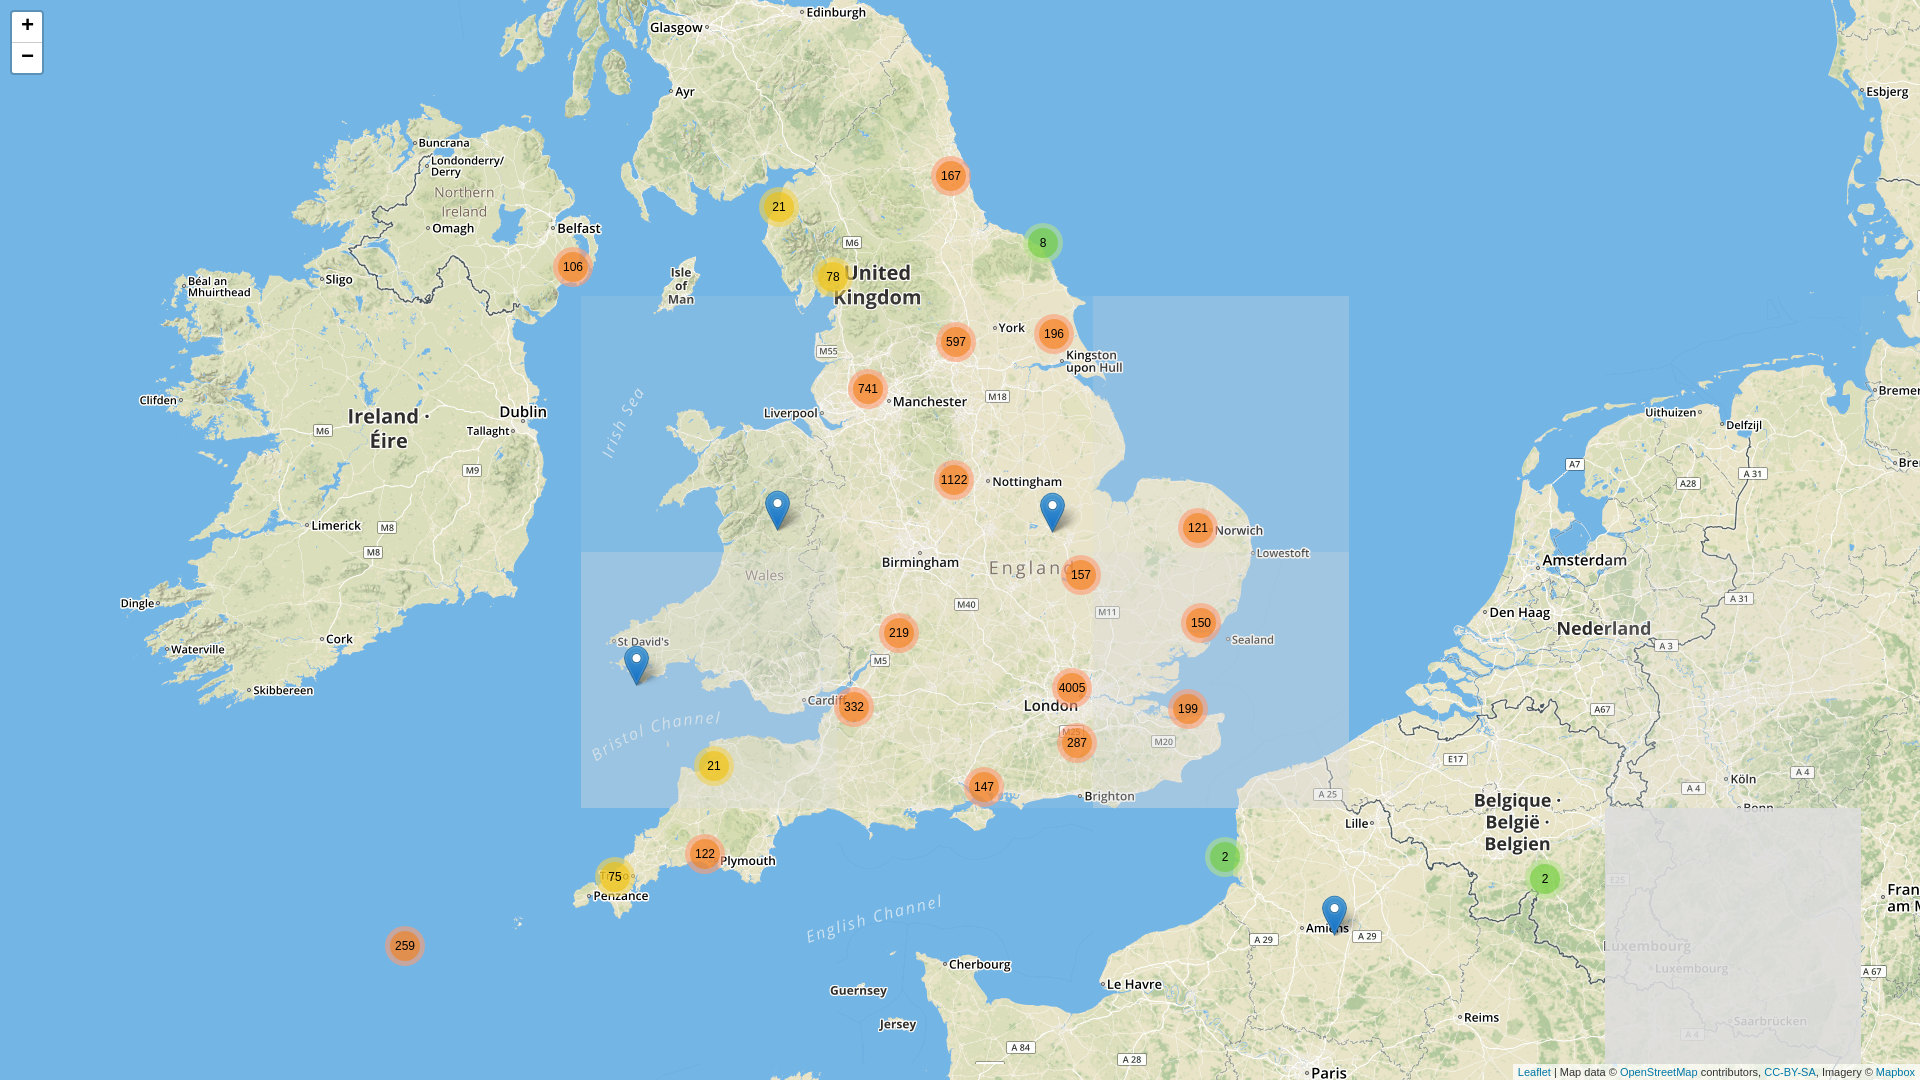 +
−
Edinburgh
Glasgow
Ayr
Esbjerg
Buncrana
Londonderry/
Derry
Northern
Ireland
Omagh
Belfast
167
21
8
M6
106
Isle
of
Man
78
United
Kingdom
Sligo
Béal an
Mhuirthead
York
196
597
M55
Kingston
upon Hull
741
Manchester
M18
Liverpool
Clifden
Ireland ·
Éire
Dublin
Tallaght
M6
M9
Irish Sea
Uithuizen
Delfzijl
Breme
Bre
A7
A 31
A28
1122
Nottingham
Limerick
M8
M8
121
Norwich
Lowestoft
Birmingham
England
157
Wales
Amsterdam
M40
M11
A 31
Den Haag
Nederland
Dingle
Cork
Waterville
Skibbereen
219
150
Sealand
St David's
M5
A 3
4005
London
Cardiff
332
199
A67
Bristol Channel
287
M20
E17
Köln
A 4
A 4
Bonn
21
147
Brighton
A 25
Lille
Belgique ·
België ·
Belgien
122
Plymouth
75
Penzance
2
2
E25
Fran
am M
English Channel
Amiens
A 29
A 29
259
Luxembourg
Luxembourg
A 67
Cherbourg
Le Havre
Guernsey
Jersey
Reims
Saarbrücken
A 4
A 84
A 28
Paris
Leaflet | Map data © OpenStreetMap contributors, CC-BY-SA, Imagery © Mapbox